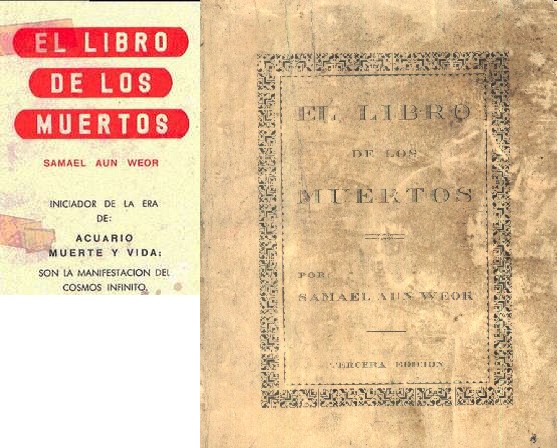 EL LIBRO
DE LOS
MUERTOS
SAMAEL AUN WEOR
INICIADOR DE LA ERA
DE:
ACUARIO
MUERTE Y VIDA:
SON LA MANIFESTACION DEL
COSMOS INFINITO.
EL LIBRO
DE LOS
MUERTOS
POR:
SAMAEL AUN WEOR
TERCERA EDICION